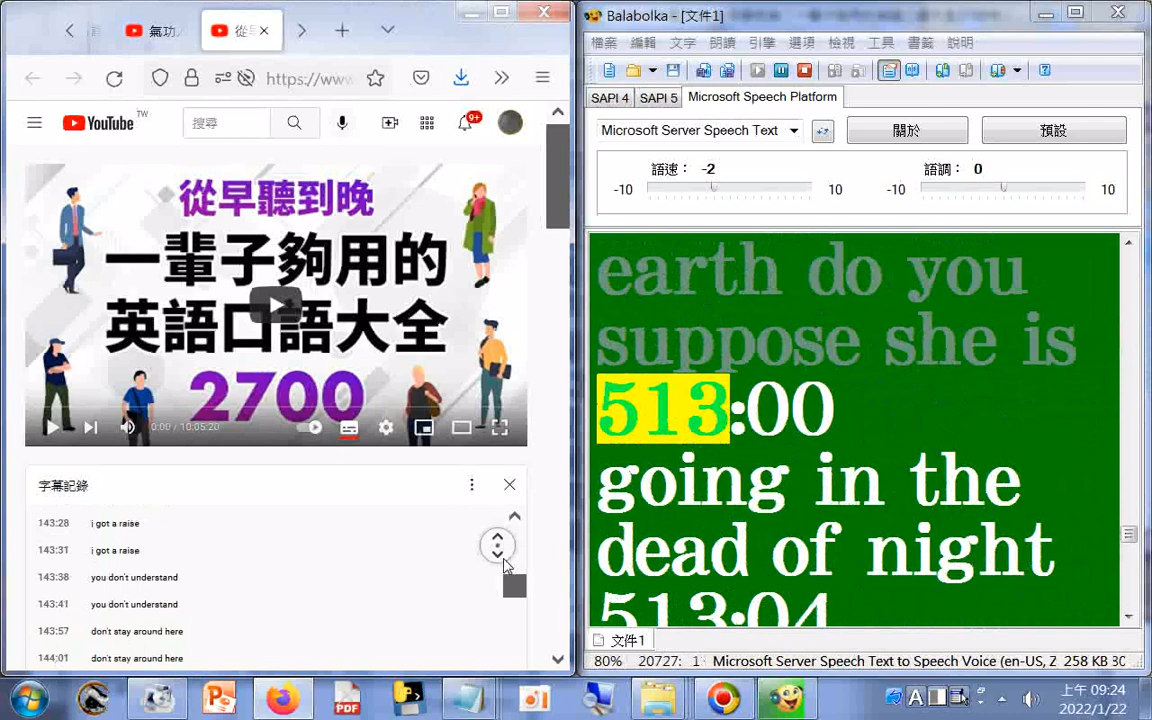 氣功
從
https://www
YouTube TW
搜尋
9+
從早聽到晚
一輩子夠用的
英語口語大全
2700
0:00 / 10:05:20
字幕記錄
143:28 i got a raise
143:31 i got a raise
143:38 you don't understand
143:41 you don't understand
143:57 don't stay around here
144:01 don't stay around here
Balabolka - [文件1]
檔案 編輯 文字 朗讀 引擎 選項 檢視 工具 書籤 說明
SAPI 4 SAPI 5 Microsoft Speech Platform
Microsoft Server Speech Text 關於 預設
語速： -2 語調： 0
-10 10 -10 10
earth do you
suppose she is
513:00
going in the
dead of night
513:04
文件1
80% 20727: 1 Microsoft Server Speech Text to Speech Voice (en-US, Z 258 KB 30
PDF
A
上午 09:24
2022/1/22